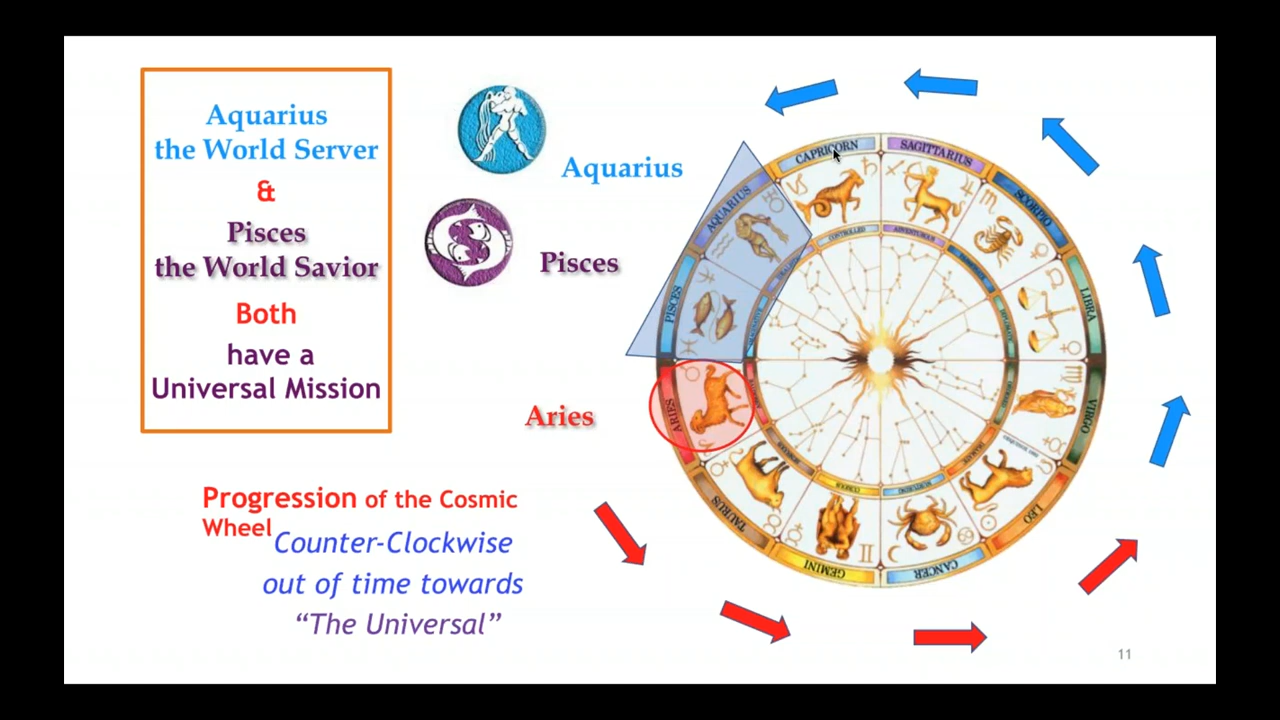 Aquarius
the World Server
&
Pisces
the World Savior
Both
have a
Universal Mission
Aquarius
Pisces
Aries
Progression of the Cosmic
Wheel
Counter-Clockwise
out of time towards
“The Universal”
CAPRICORN
SAGITTARIUS
SCORPIO
LIBRA
VIRGO
LEO
CANCER
GEMINI
TAURUS
ARIES
PISCES
AQUARIUS
CONTROLLED
11